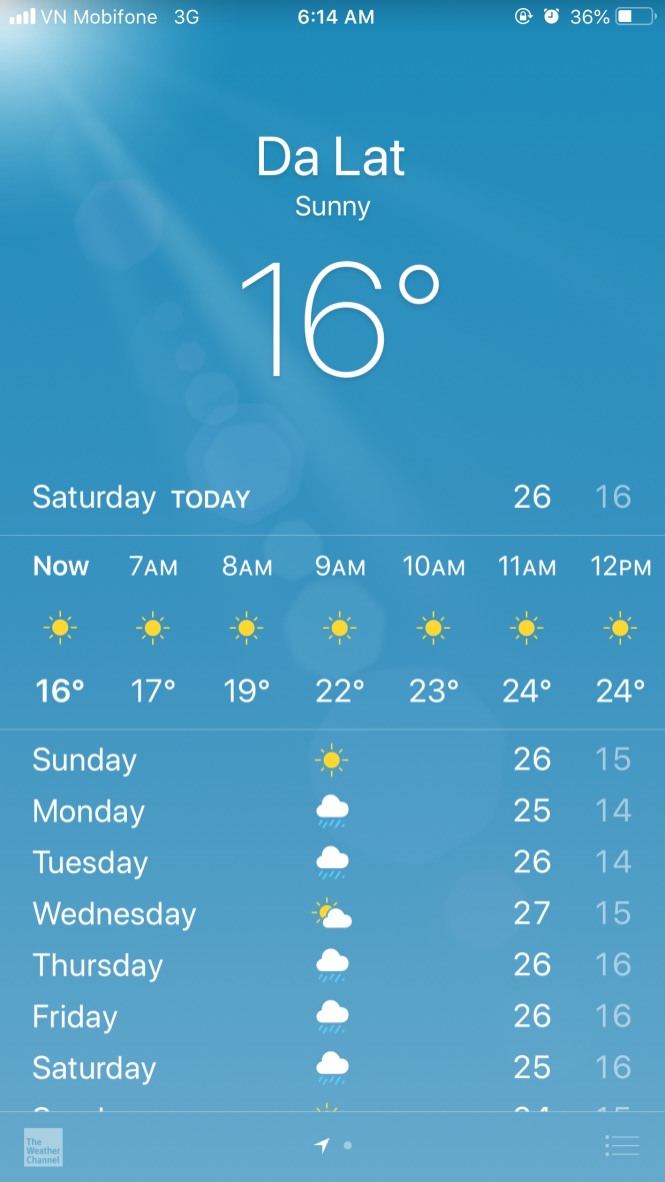 VN Mobifone 3G 6:14 AM 36%
Da Lat
Sunny
16°
Saturday TODAY 26 16
Now 7AM 8AM 9AM 10AM 11AM 12PM
16° 17° 19° 22° 23° 24° 24°
Sunday 26 15
Monday 25 14
Tuesday 26 14
Wednesday 27 15
Thursday 26 16
Friday 26 16
Saturday 25 16
The
Weather
Channel